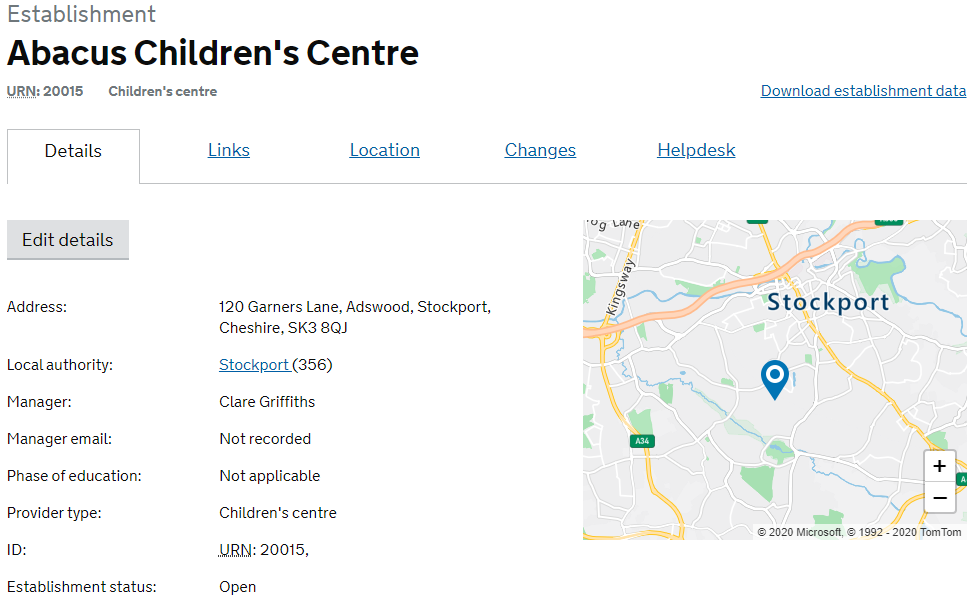 Establishment
Abacus Children's Centre
URN: 20015 Children's centre
Download establishment data
Details Links Location Changes Helpdesk
Edit details
Address: 120 Garners Lane, Adswood, Stockport,
Cheshire, SK3 8QJ
Local authority: Stockport (356)
Manager: Clare Griffiths
Manager email: Not recorded
Phase of education: Not applicable
Provider type: Children's centre
ID: URN: 20015,
Establishment status: Open
Lane
Kingsway
Stockport
A34
+
−
© 2020 Microsoft, © 1992 - 2020 TomTom